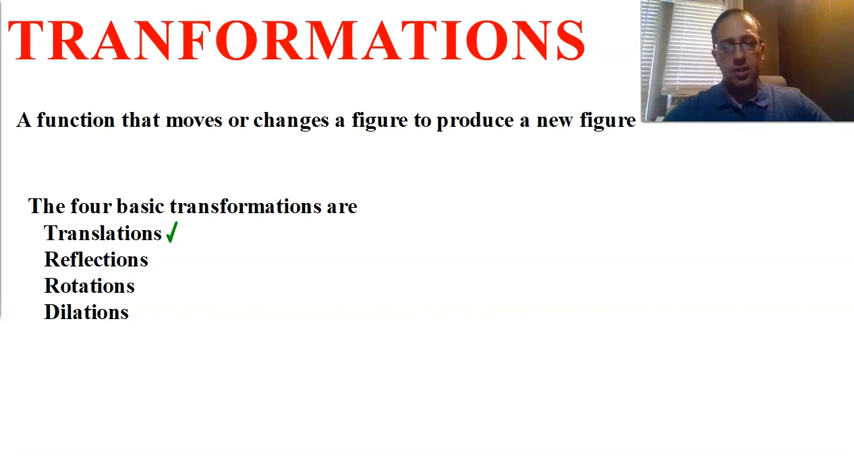 TRANFORMATIONS
A function that moves or changes a figure to produce a new figure
The four basic transformations are
Translations ✓
Reflections
Rotations
Dilations